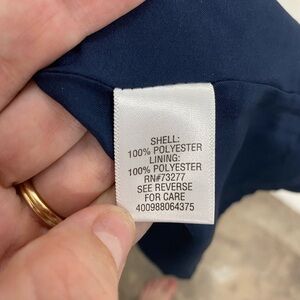 SHELL:
100% POLYESTER
LINING:
100% POLYESTER
RN#73277
SEE REVERSE
FOR CARE
400988064375